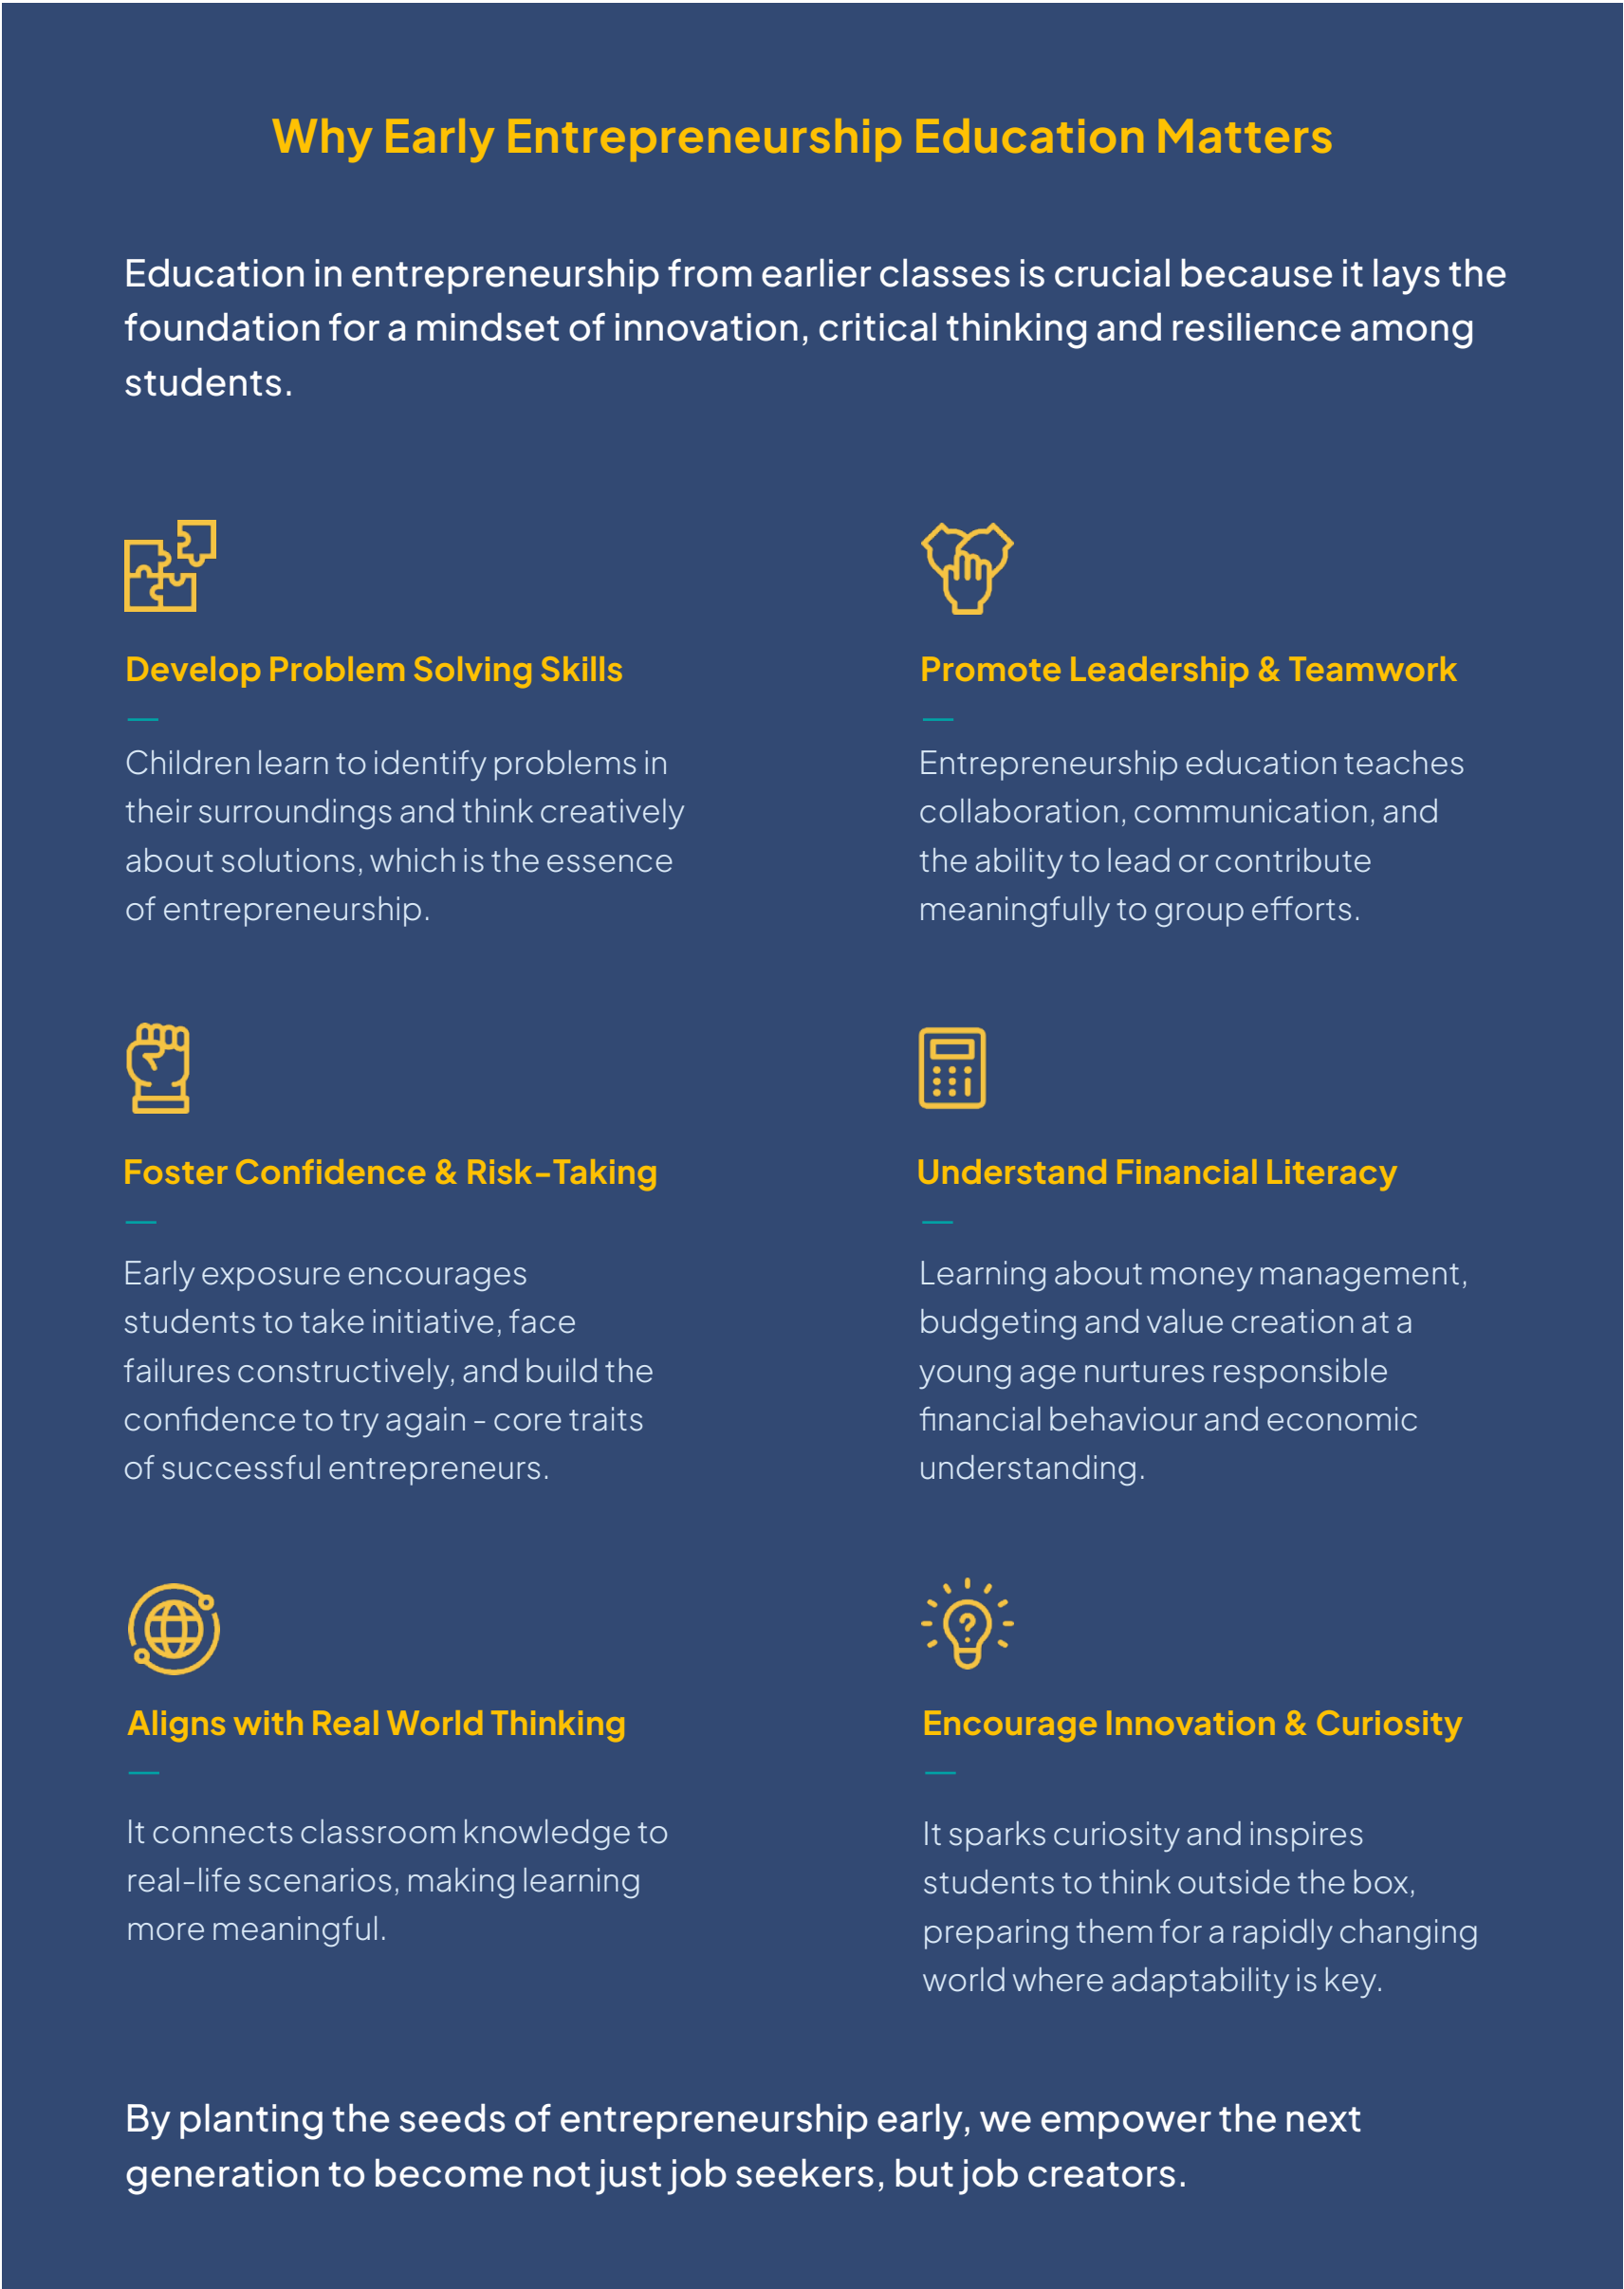 Why Early Entrepreneurship Education Matters
Education in entrepreneurship from earlier classes is crucial because it lays the
foundation for a mindset of innovation, critical thinking and resilience among
students.
Develop Problem Solving Skills
Children learn to identify problems in
their surroundings and think creatively
about solutions, which is the essence
of entrepreneurship.
Promote Leadership & Teamwork
Entrepreneurship education teaches
collaboration, communication, and
the ability to lead or contribute
meaningfully to group efforts.
Foster Confidence & Risk-Taking
Early exposure encourages
students to take initiative, face
failures constructively, and build the
confidence to try again - core traits
of successful entrepreneurs.
Understand Financial Literacy
Learning about money management,
budgeting and value creation at a
young age nurtures responsible
financial behaviour and economic
understanding.
Aligns with Real World Thinking
It connects classroom knowledge to
real-life scenarios, making learning
more meaningful.
Encourage Innovation & Curiosity
It sparks curiosity and inspires
students to think outside the box,
preparing them for a rapidly changing
world where adaptability is key.
By planting the seeds of entrepreneurship early, we empower the next
generation to become not just job seekers, but job creators.